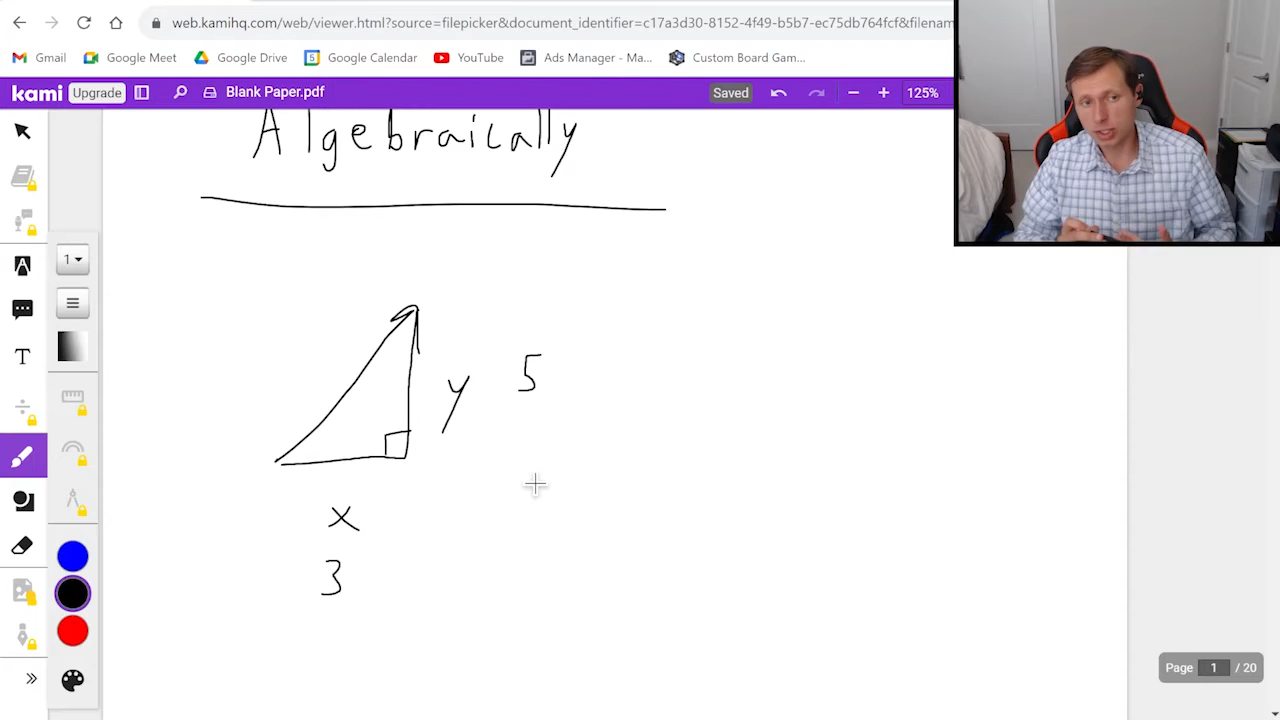 web.kamihq.com/web/viewer.html?source=filepicker&document_identifier=c17a3d30-8152-4f49-b5b7-ec75db764fcf&filenam
Gmail Google Meet Google Drive 5 Google Calendar YouTube Ads Manager - Ma... Custom Board Gam...
kami Upgrade Blank Paper.pdf Saved 125%
Algebraically
1
A
T
y 5
x
3
Page 1 / 20